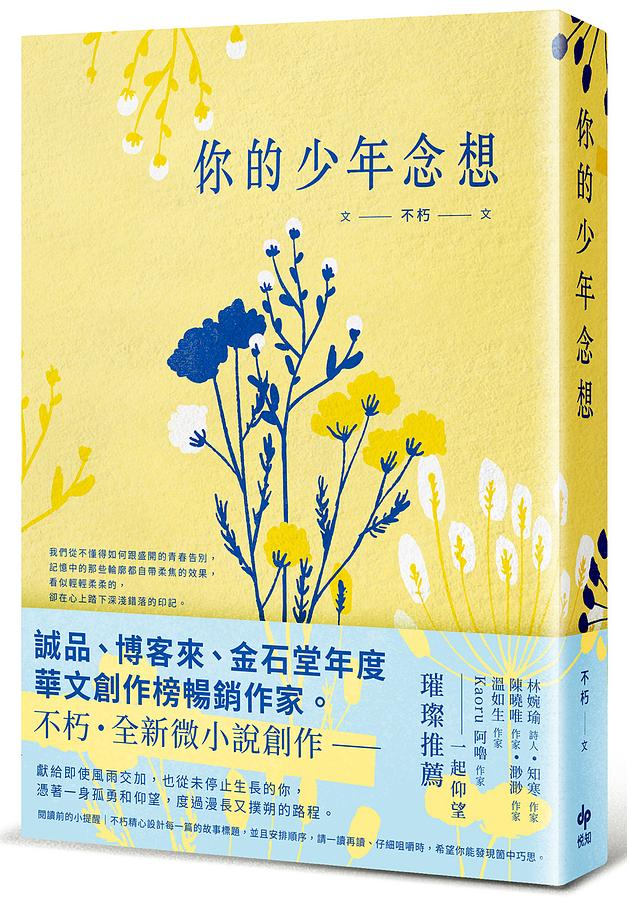 你的少年念想
文 —— 不朽 —— 文
我們從不懂得如何跟盛開的青春告別，
記憶中的那些輪廓都自帶柔焦的效果，
看似輕輕柔柔的，
卻在心上踏下深淺錯落的印記。
誠品、博客來、金石堂年度
華文創作榜暢銷作家。
不朽・全新微小說創作——
獻給即使風雨交加，也從未停止生長的你，
憑著一身孤勇和仰望，度過漫長又撲朔的路程。
閱讀前的小提醒｜不朽精心設計每一篇的故事標題，並且安排順序，請一讀再讀、仔細咀嚼時，希望你能發現箇中巧思。
林婉瑜 詩人・知寒 作家
陳曉唯 作家・渺渺 作家
溫如生 作家
Kaoru 阿嚕 作家
——一起仰望
璀璨推薦
你的少年念想
不朽——文
dp
悦知